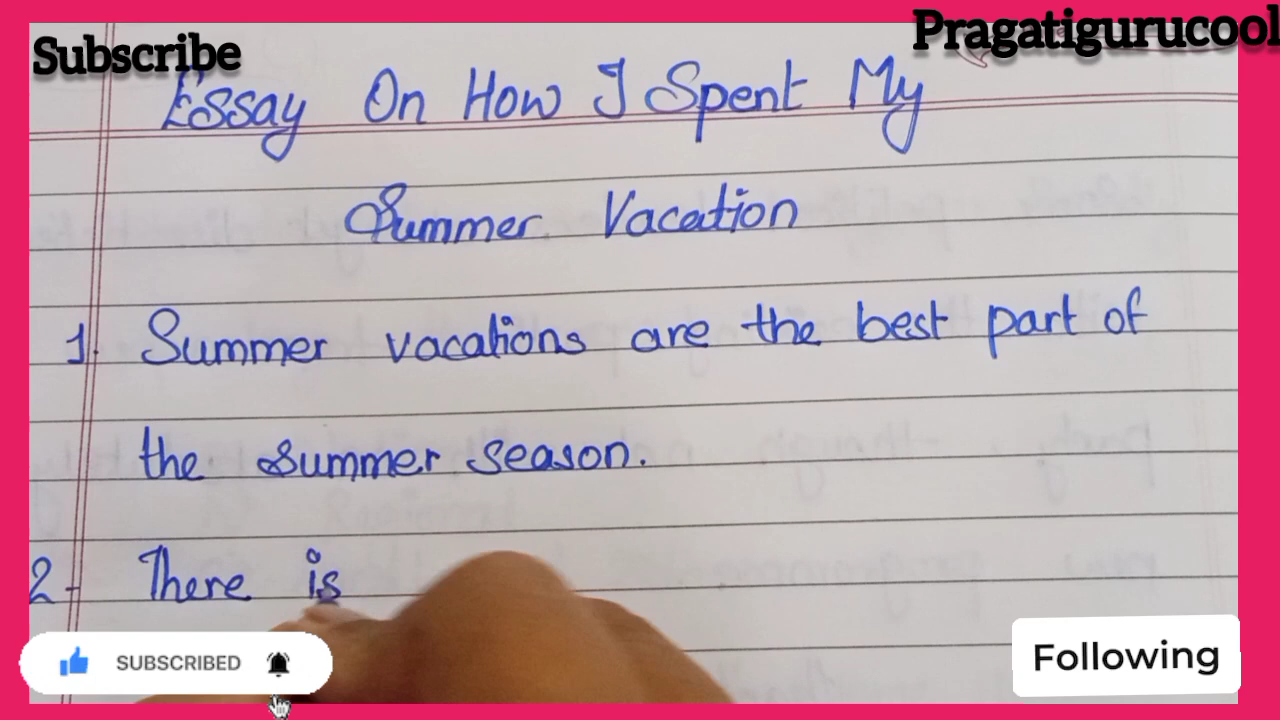 Subscribe
Pragatigurucool
Essay On How I Spent My
Summer Vacation
1. Summer vacations are the best part of
the summer season.
2- There is
SUBSCRIBED
Following